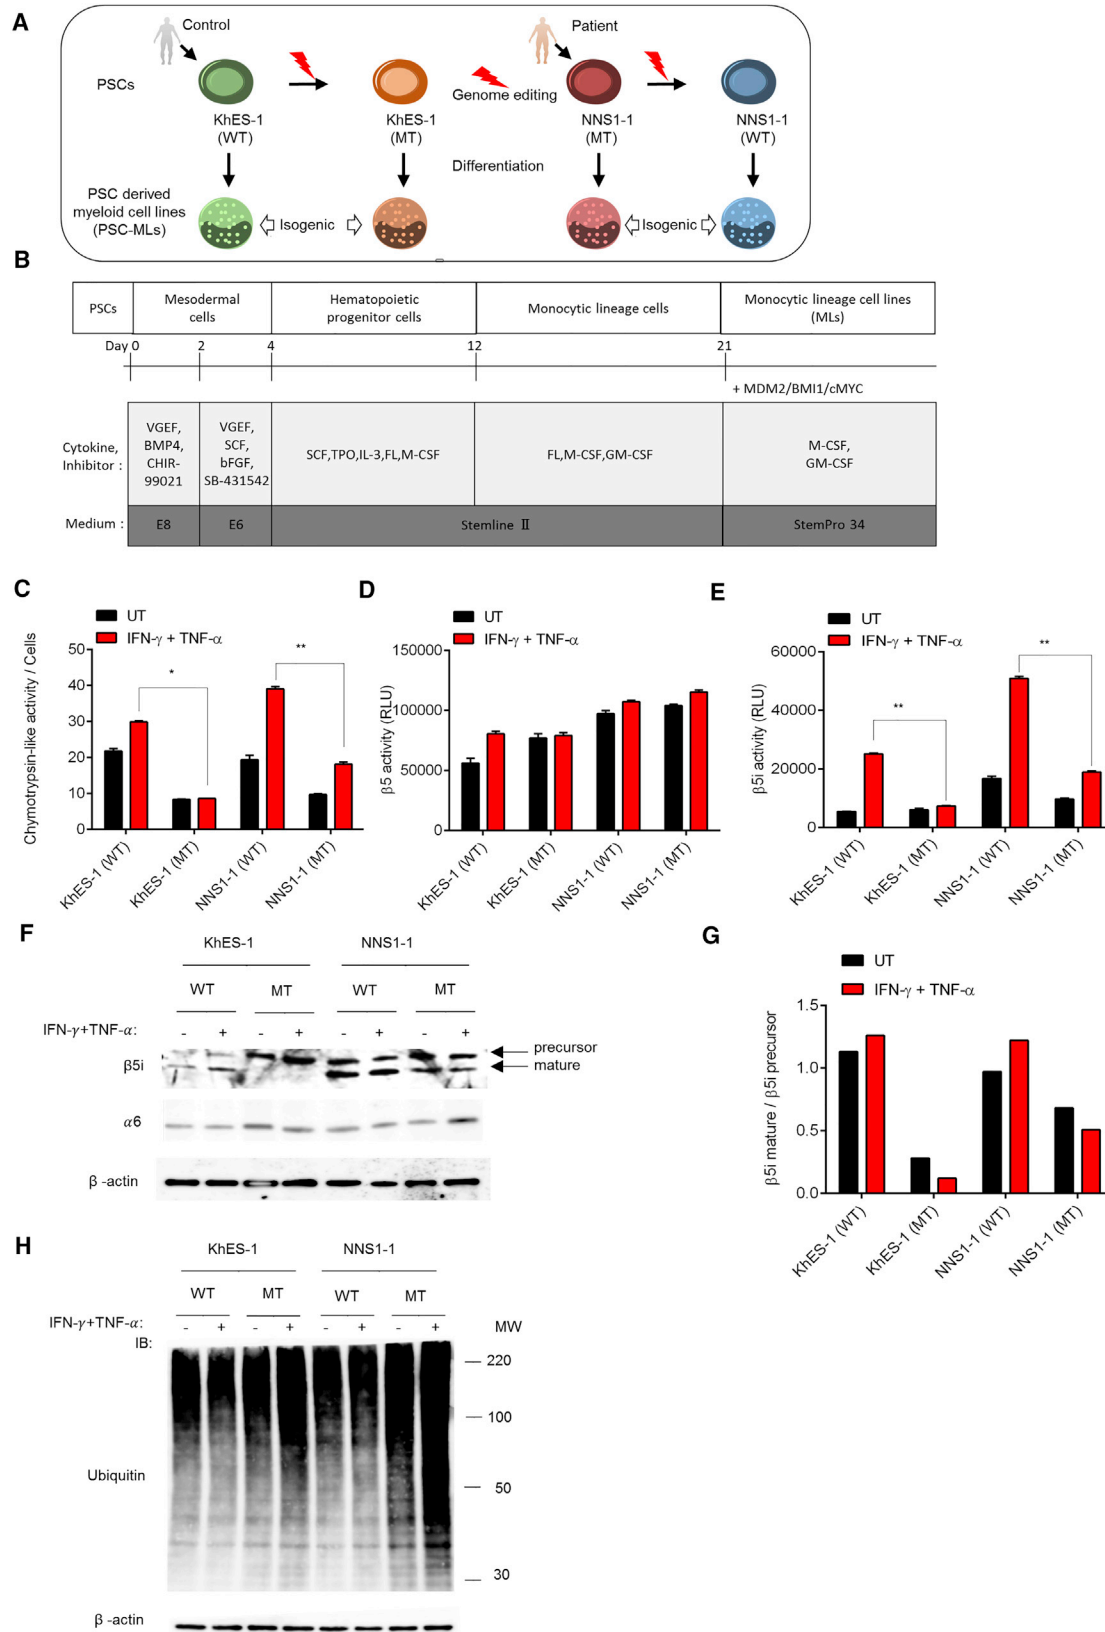 A
Control
Patient
PSCs
Genome editing
KhES-1
(WT)
KhES-1
(MT)
NNS1-1
(MT)
NNS1-1
(WT)
Differentiation
PSC derived
myeloid cell lines
(PSC-MLs)
Isogenic
Isogenic
B
PSCs
Mesodermal
cells
Hematopoietic
progenitor cells
Monocytic lineage cells
Monocytic lineage cell lines
(MLs)
Day 0 2 4 12 21
+ MDM2/BMI1/cMYC
Cytokine,
Inhibitor :
VGEF,
BMP4,
CHIR-
99021
VGEF,
SCF,
bFGF,
SB-431542
SCF,TPO,IL-3,FL,M-CSF
FL,M-CSF,GM-CSF
M-CSF,
GM-CSF
Medium :
E8
E6
Stemline Ⅱ
StemPro 34
C
UT
IFN-γ + TNF-α
Chymotrypsin-like activity / Cells
50
40
30
20
10
0
*
**
KhES-1 (WT)
KhES-1 (MT)
NNS1-1 (WT)
NNS1-1 (MT)
D
UT
IFN-γ + TNF-α
β5 activity (RLU)
150000
100000
50000
0
KhES-1 (WT)
KhES-1 (MT)
NNS1-1 (WT)
NNS1-1 (MT)
E
UT
IFN-γ + TNF-α
β5i activity (RLU)
60000
40000
20000
0
**
**
KhES-1 (WT)
KhES-1 (MT)
NNS1-1 (WT)
NNS1-1 (MT)
F
KhES-1 NNS1-1
WT MT WT MT
IFN-γ+TNF-α: - + - + - + - +
β5i
precursor
mature
α6
β -actin
G
UT
IFN-γ + TNF-α
β5i mature / β5i precursor
1.5
1.0
0.5
0.0
KhES-1 (WT)
KhES-1 (MT)
NNS1-1 (WT)
NNS1-1 (MT)
H
KhES-1 NNS1-1
WT MT WT MT
IFN-γ+TNF-α: - + - + - + - +
IB:
MW
220
100
Ubiquitin
50
30
β -actin